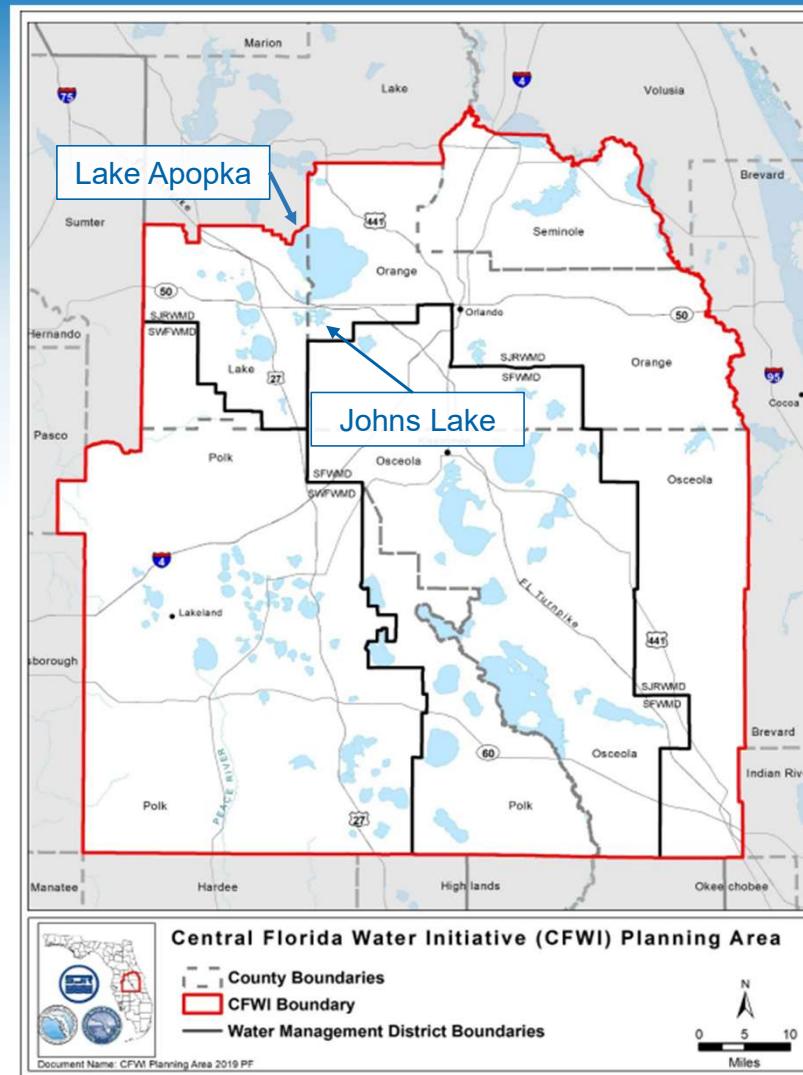 Marion
75
Lake
4
Volusia
Lake Apopka
Brevard
Sumter
441
Seminole
Orange
50
Orlando
50
SJRWMD
SWFWMD
Hernando
SJRWMD
SFWMD
Orange
Lake
27
95
Cocoa
Johns Lake
Pasco
Polk
Osceola
SFWMD
SWFWMD
Osceola
4
FL Turnpike
Lakeland
441
sborough
SJRWMD
SFWMD
Brevard
60
Osceola
PEACE RIVER
Indian Riv
Polk
27
Polk
Manatee
Hardee
Highlands
Okeechobee
Central Florida Water Initiative (CFWI) Planning Area
County Boundaries
CFWI Boundary
Water Management District Boundaries
SJR
N
0 5 10
Miles
Document Name: CFWI Planning Area 2019 PF